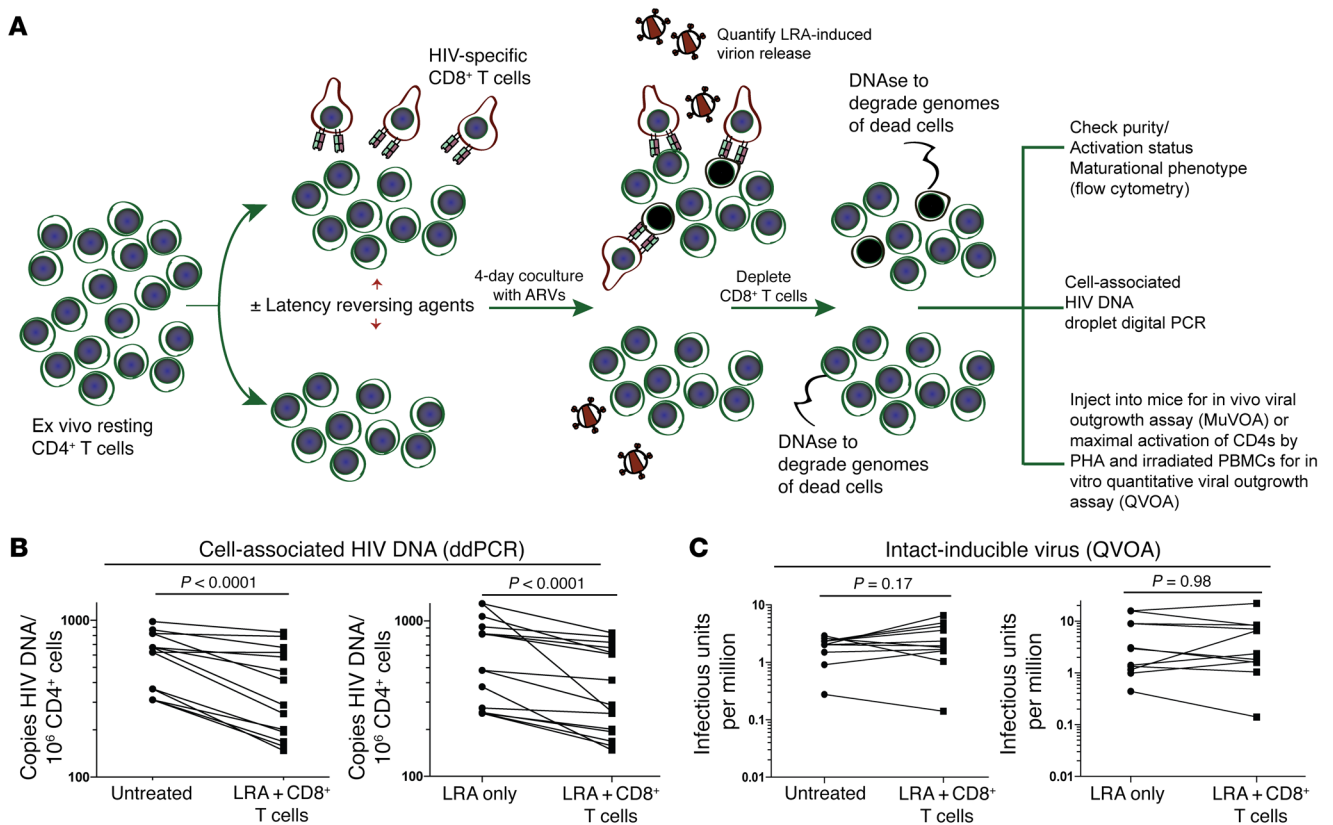 A
HIV-specific
CD8⁺ T cells
Quantify LRA-induced
virion release
DNAse to
degrade genomes
of dead cells
Check purity/
Activation status
Maturational phenotype
(flow cytometry)
± Latency reversing agents
4-day coculture
with ARVs
Deplete
CD8⁺ T cells
Cell-associated
HIV DNA
droplet digital PCR
Ex vivo resting
CD4⁺ T cells
DNAse to
degrade genomes
of dead cells
Inject into mice for in vivo viral
outgrowth assay (MuVOA) or
maximal activation of CD4s by
PHA and irradiated PBMCs for in
vitro quantitative viral outgrowth
assay (QVOA)
B
Cell-associated HIV DNA (ddPCR)
P < 0.0001
Copies HIV DNA/
10⁶ CD4⁺ cells
1000
100
Untreated
LRA + CD8⁺
T cells
P < 0.0001
Copies HIV DNA/
10⁶ CD4⁺ cells
1000
100
LRA only
LRA + CD8⁺
T cells
C
Intact-inducible virus (QVOA)
P = 0.17
Infectious units
per million
10
1
0.1
0.01
Untreated
LRA + CD8⁺
T cells
P = 0.98
Infectious units
per million
10
1
0.1
0.01
LRA only
LRA + CD8⁺
T cells